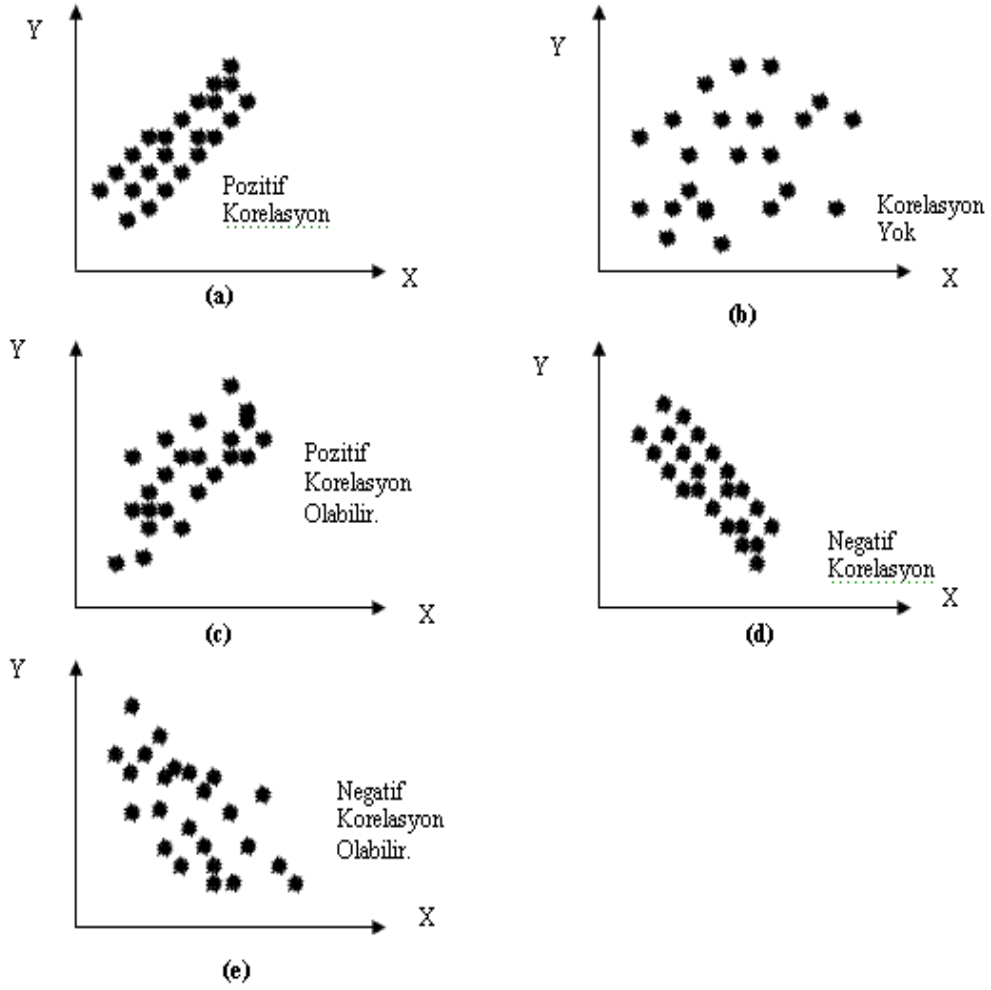 Y
Pozitif
Korelasyon
X
(a)
Y
Korelasyon
Yok
X
(b)
Y
Pozitif
Korelasyon
Olabilir.
X
(c)
Y
Negatif
Korelasyon
X
(d)
Y
Negatif
Korelasyon
Olabilir.
X
(e)